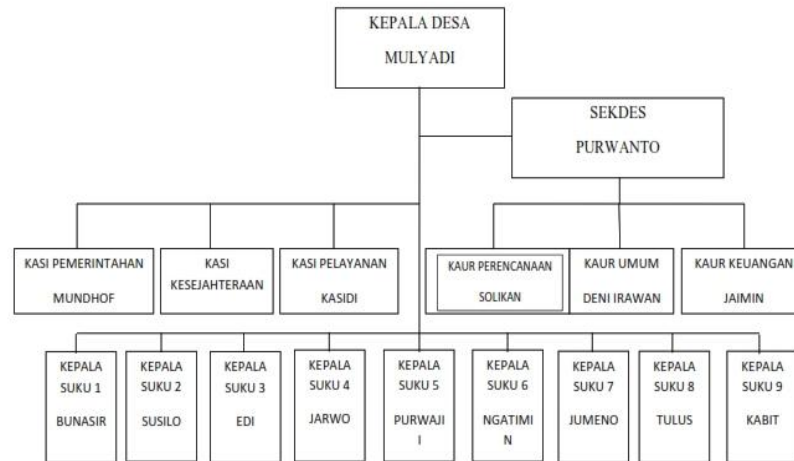 KEPALA DESA
MULYADI
SEKDES
PURWANTO
KASI PEMERINTAHAN
MUNDHOF
KASI
KESEJAHTERAAN
KASI PELAYANAN
KASIDI
KAUR PERENCANAAN
SOLIKAN
KAUR UMUM
DENI IRAWAN
KAUR KEUANGAN
JAIMIN
KEPALA
SUKU 1
BUNASIR
KEPALA
SUKU 2
SUSILO
KEPALA
SUKU 3
EDI
KEPALA
SUKU 4
JARWO
KEPALA
SUKU 5
PURWAJI
I
KEPALA
SUKU 6
NGATIMI
N
KEPALA
SUKU 7
JUMENO
KEPALA
SUKU 8
TULUS
KEPALA
SUKU 9
KABIT